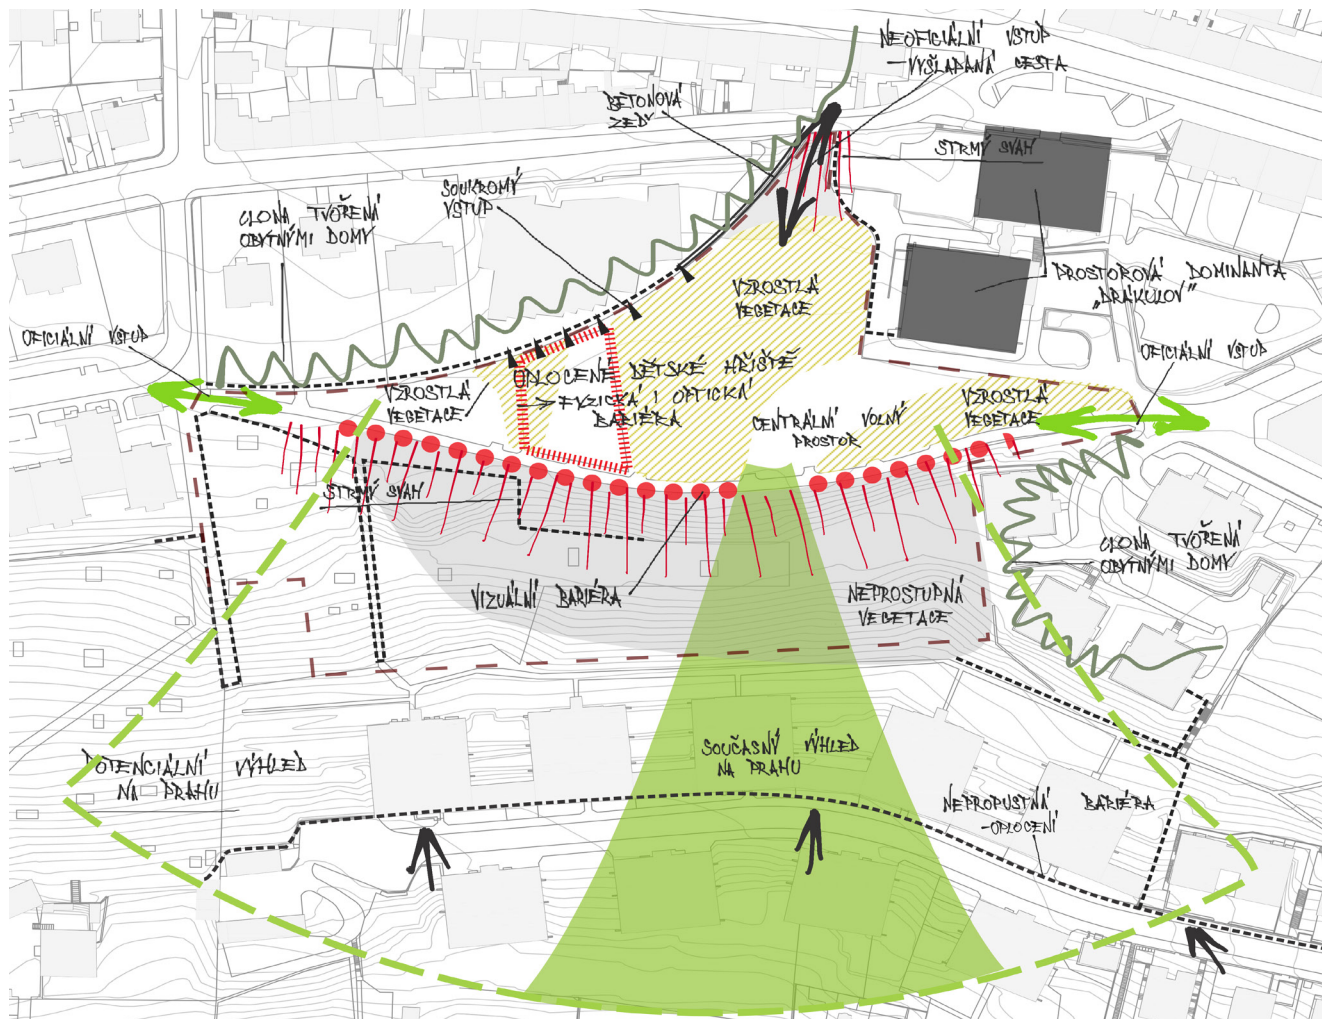 NEOFICIÁLNÍ VSTUP
- VYŠLAPANÁ CESTA
BETONOVÁ
ZEĎ
STRMÝ SVAH
SOUKROMÝ
VSTUP
CLONA TVOŘENÁ
OBYTNÝMI DOMY
PROSTOROVÁ DOMINANTA
„DRÁKULOV"
VZROSTLÁ
VEGETACE
OFICIÁLNÍ VSTUP
OFICIÁLNÍ VSTUP
OPLOCENÉ DĚTSKÉ HŘIŠTĚ
→ FYZICKÁ I OPTICKÁ
BARIÉRA
VZROSTLÁ
VEGETACE
CENTRÁLNÍ VOLNÝ
PROSTOR
VZROSTLÁ
VEGETACE
STRMÝ SVAH
CLONA TVOŘENÁ
OBYTNÝMI DOMY
VIZUÁLNÍ BARIÉRA
NEPROSTUPNÁ
VEGETACE
POTENCIÁLNÍ VÝHLED
NA PRAHU
SOUČASNÝ VÝHLED
NA PRAHU
NEPROPUSTNÁ BARIÉRA
- OPLOCENÍ